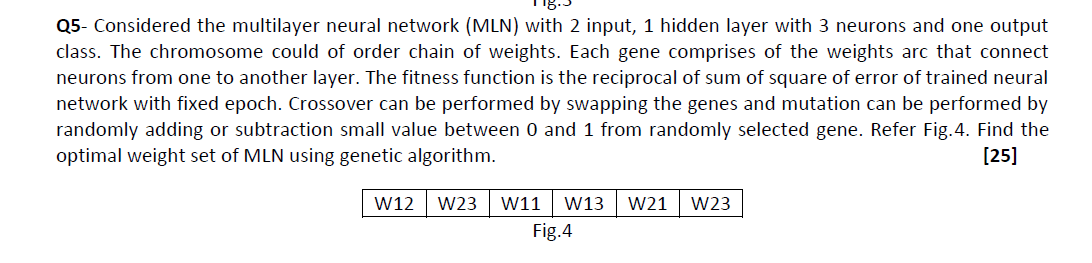 Q5- Considered the multilayer neural network (MLN) with 2 input, 1 hidden layer with 3 neurons and one output
class. The chromosome could of order chain of weights. Each gene comprises of the weights arc that connect
neurons from one to another layer. The fitness function is the reciprocal of sum of square of error of trained neural
network with fixed epoch. Crossover can be performed by swapping the genes and mutation can be performed by
randomly adding or subtraction small value between 0 and 1 from randomly selected gene. Refer Fig.4. Find the
optimal weight set of MLN using genetic algorithm. [25]
W12 W23 W11 W13 W21 W23
Fig.4